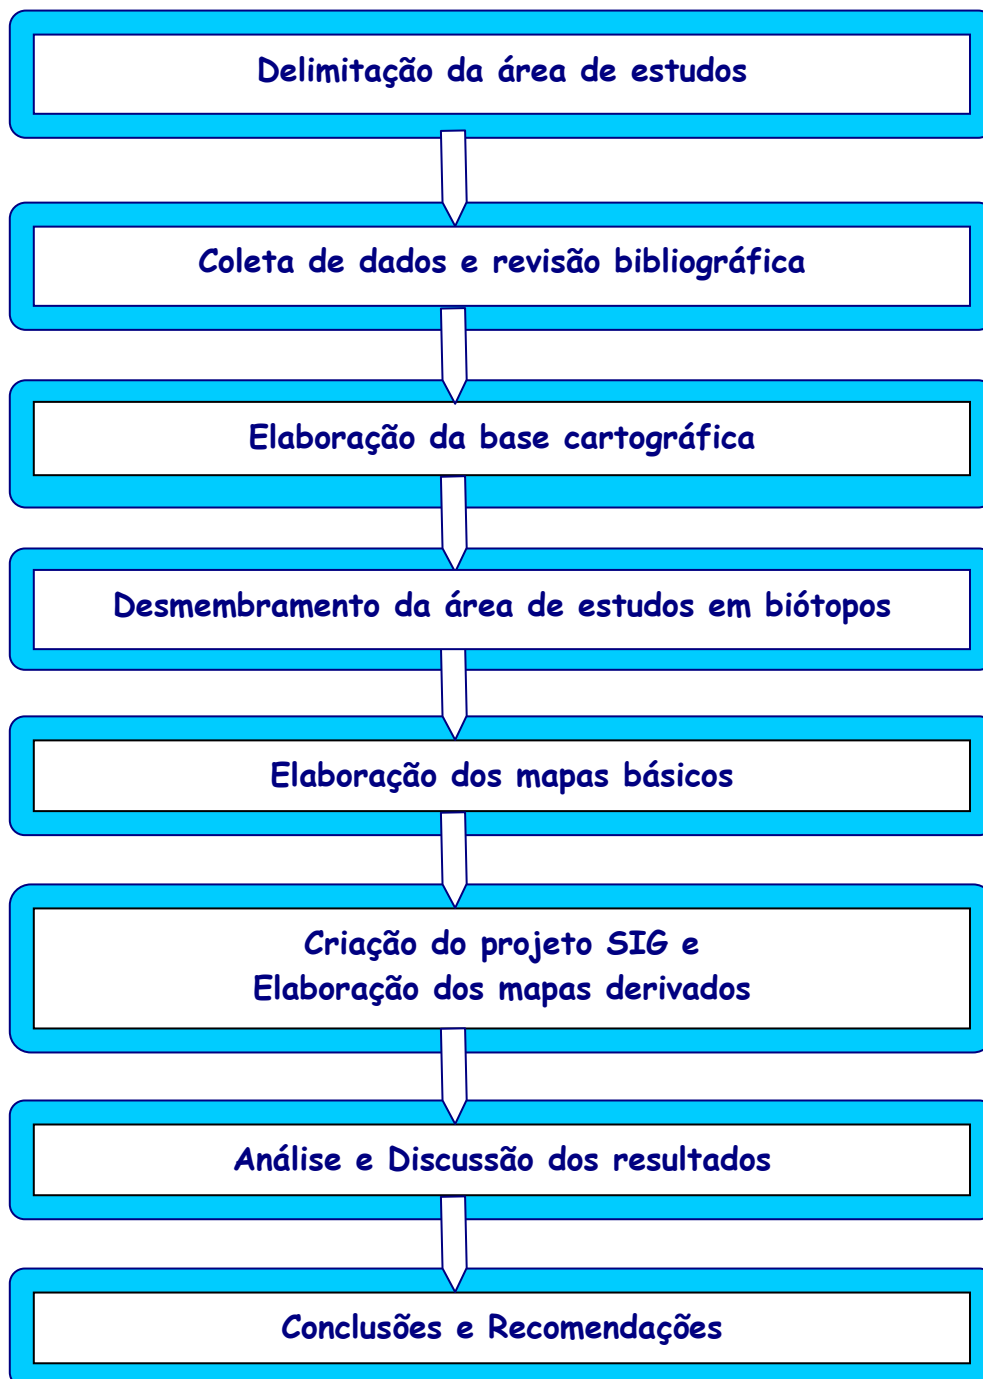 Delimitação da área de estudos
Coleta de dados e revisão bibliográfica
Elaboração da base cartográfica
Desmembramento da área de estudos em biótopos
Elaboração dos mapas básicos
Criação do projeto SIG e
Elaboração dos mapas derivados
Análise e Discussão dos resultados
Conclusões e Recomendações